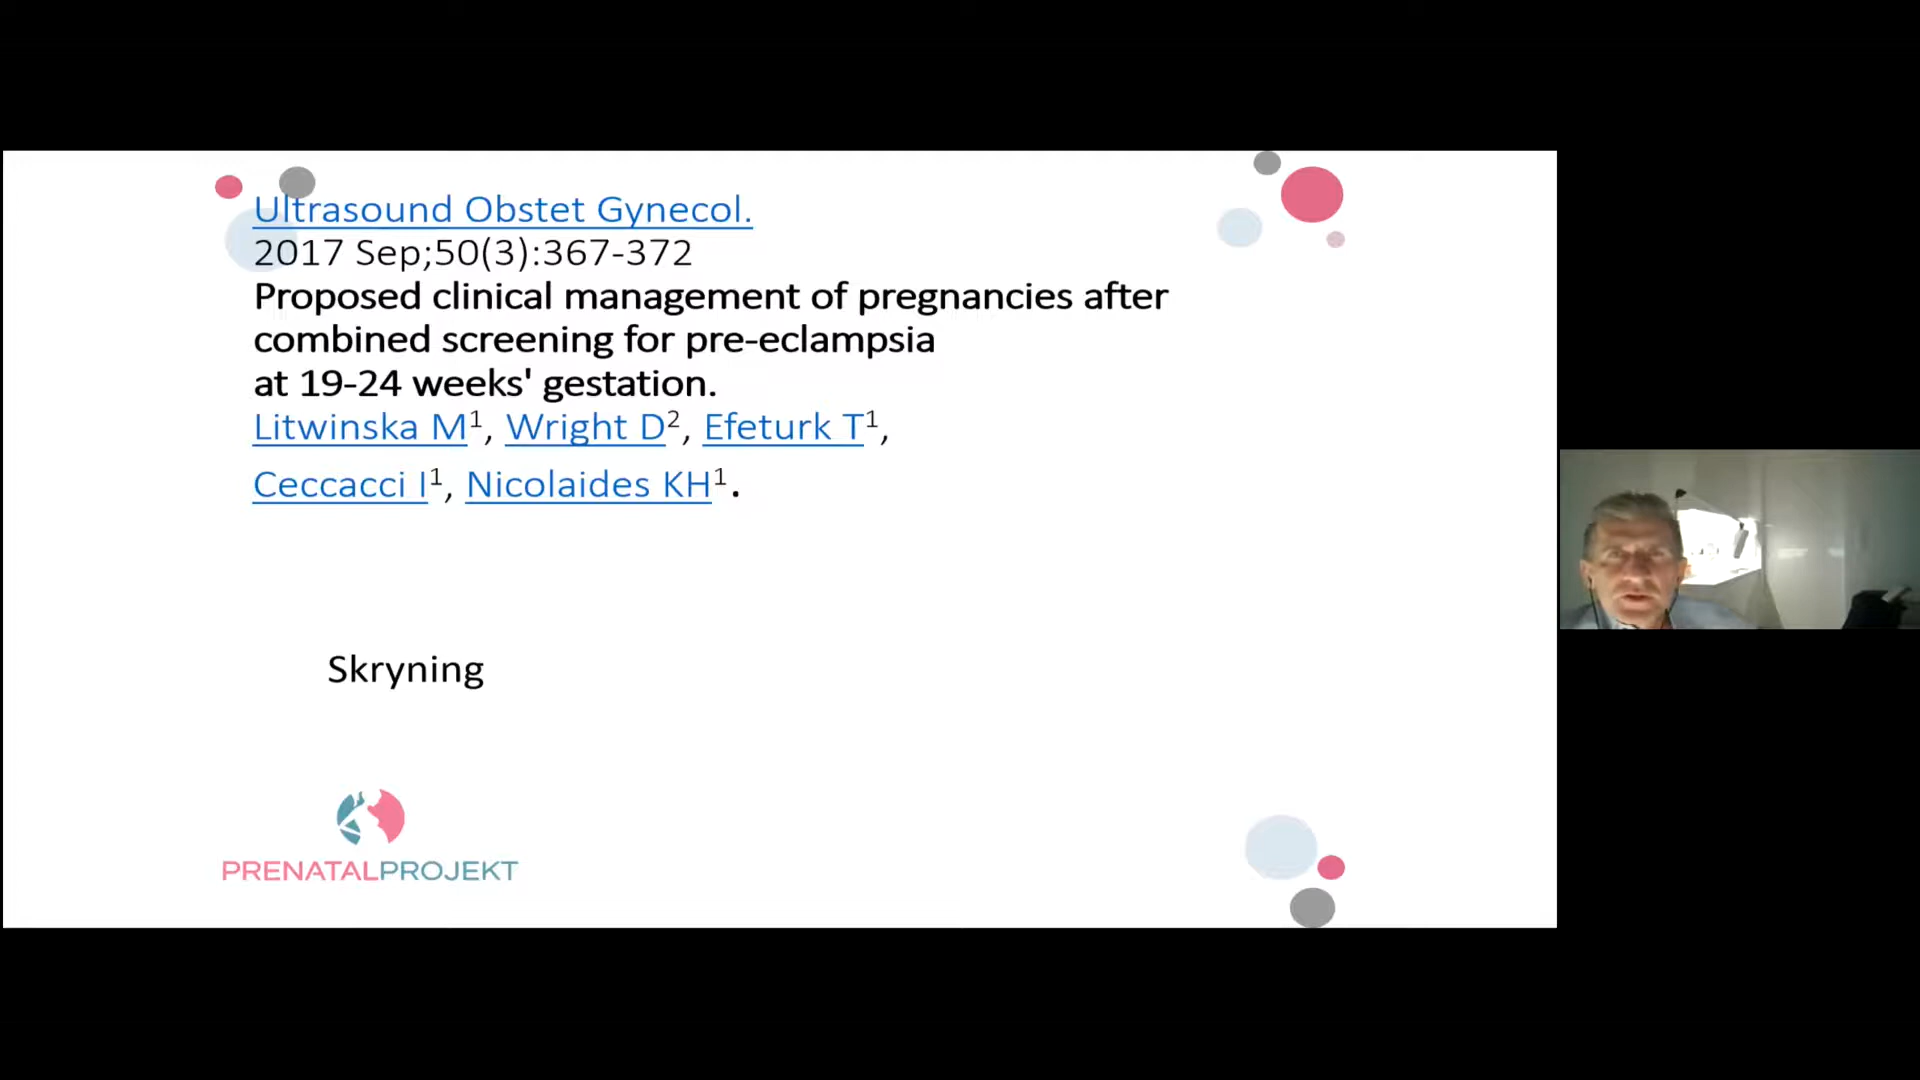 Ultrasound Obstet Gynecol.
2017 Sep;50(3):367-372
Proposed clinical management of pregnancies after
combined screening for pre-eclampsia
at 19-24 weeks' gestation.
Litwinska M¹, Wright D², Efeturk T¹,
Ceccacci I¹, Nicolaides KH¹.
Skryning
PRENATALPROJEKT